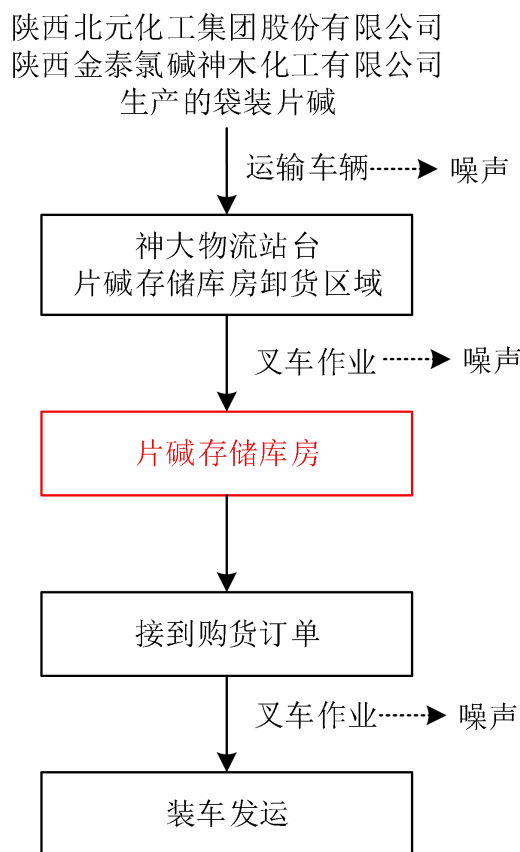 陕西北元化工集团股份有限公司
陕西金泰氯碱神木化工有限公司
生产的袋装片碱
运输车辆
噪声
神大物流站台
片碱存储库房卸货区域
叉车作业
噪声
片碱存储库房
接到购货订单
叉车作业
噪声
装车发运